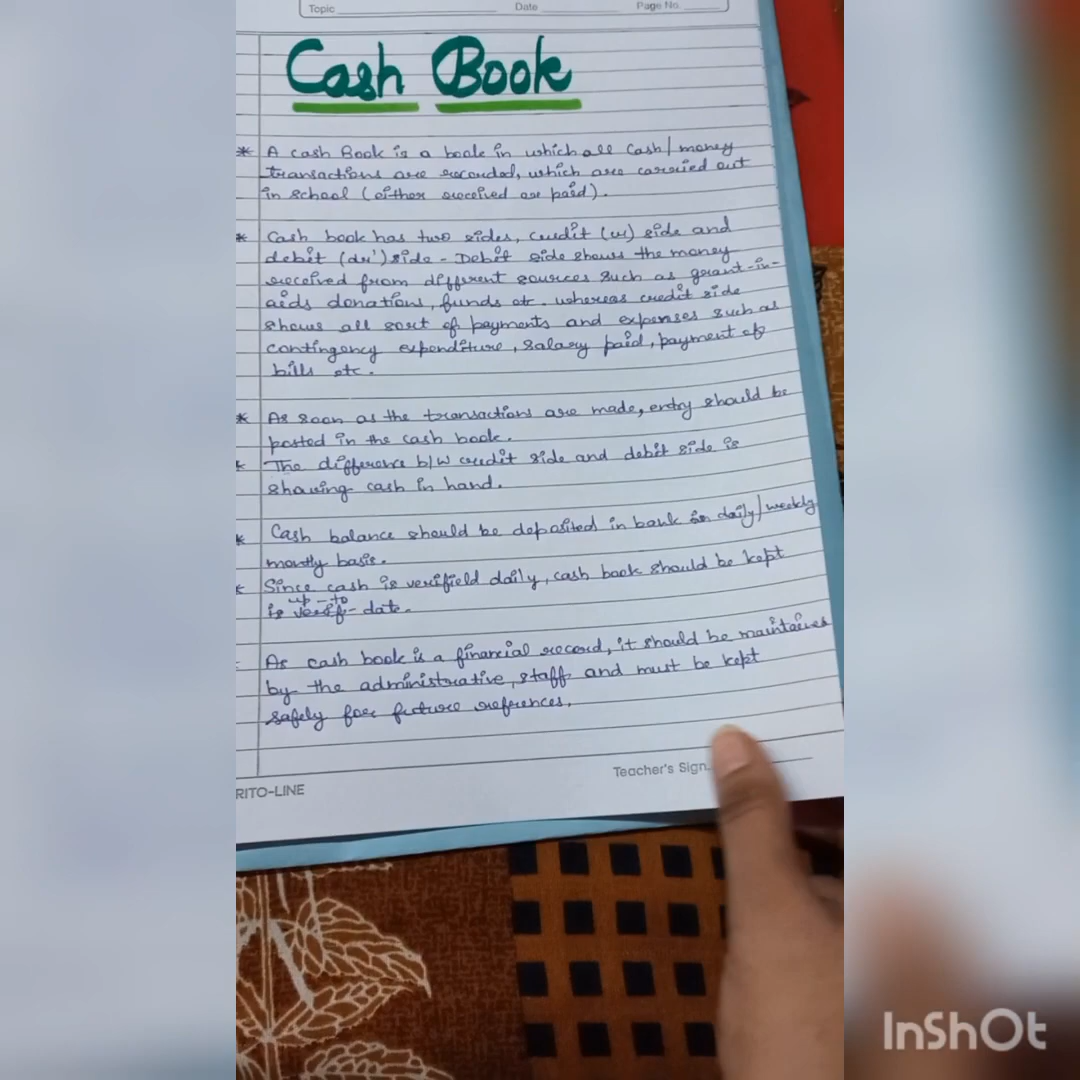 Topic Date Page No
Cash Book
* A cash Book is a book in which all cash/money
transactions are recorded, which are carried out
in school (either received or paid).
* Cash book has two sides, credit (cr) side and
debit (dr') side - Debit side shows the money
received from different sources such as grant-in-
aids donations, funds etc. whereas credit side
shows all sort of payments and expenses such as
contingency expenditure, salary paid, payment of
bills etc.
* As soon as the transactions are made, entry should be
posted in the cash book.
* The difference b/w credit side and debit side is
showing cash in hand.
* Cash balance should be deposited in bank on daily/weekly
montly basis.
* Since cash is verifield daily, cash book should be kept
up-to
is - date.
- As cash book is a financial record, it should be maintained
by the administrative, staff and must be kept
safely for future references.
Teacher's Sign.
RITO-LINE
InShOt